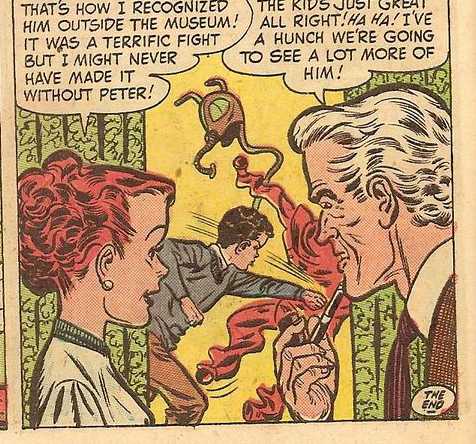 THAT'S HOW I RECOGNIZED
HIM OUTSIDE THE MUSEUM!
IT WAS A TERRIFIC FIGHT
BUT I MIGHT NEVER
HAVE MADE IT
WITHOUT PETER!
THE KIDS JUST GREAT
ALL RIGHT! HA HA! I'VE
A HUNCH WE'RE GOING
TO SEE A LOT MORE OF
HIM!
THE
END